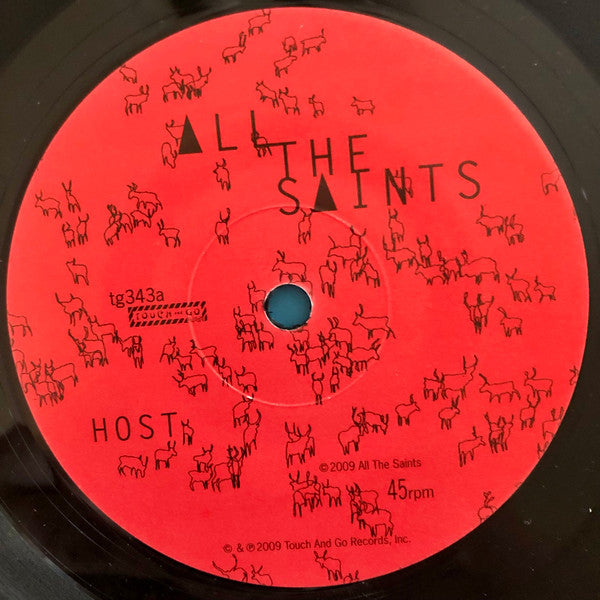 ALL
THE
SAINTS
tg343a
TOUCH AND GO
HOST
© 2009 All The Saints
45rpm
© & ℗ 2009 Touch And Go Records, Inc.